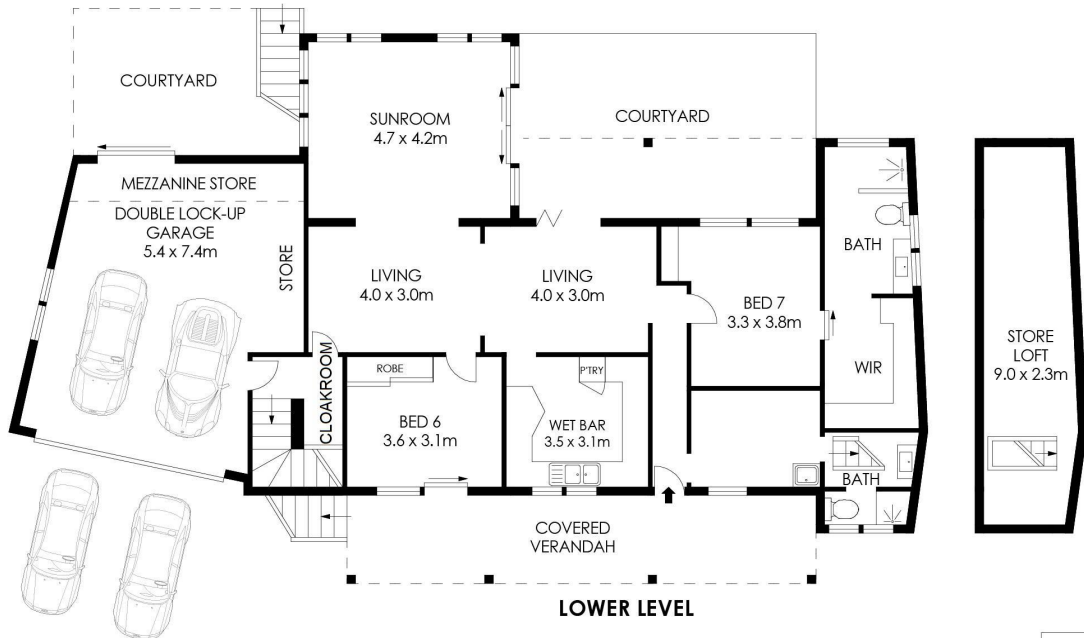 COURTYARD
SUNROOM
4.7 x 4.2m
COURTYARD
MEZZANINE STORE
DOUBLE LOCK-UP
GARAGE
5.4 x 7.4m
STORE
LIVING
4.0 x 3.0m
LIVING
4.0 x 3.0m
BED 7
3.3 x 3.8m
BATH
WIR
STORE
LOFT
9.0 x 2.3m
CLOAKROOM
ROBE
BED 6
3.6 x 3.1m
P'TRY
WET BAR
3.5 x 3.1m
BATH
COVERED
VERANDAH
LOWER LEVEL